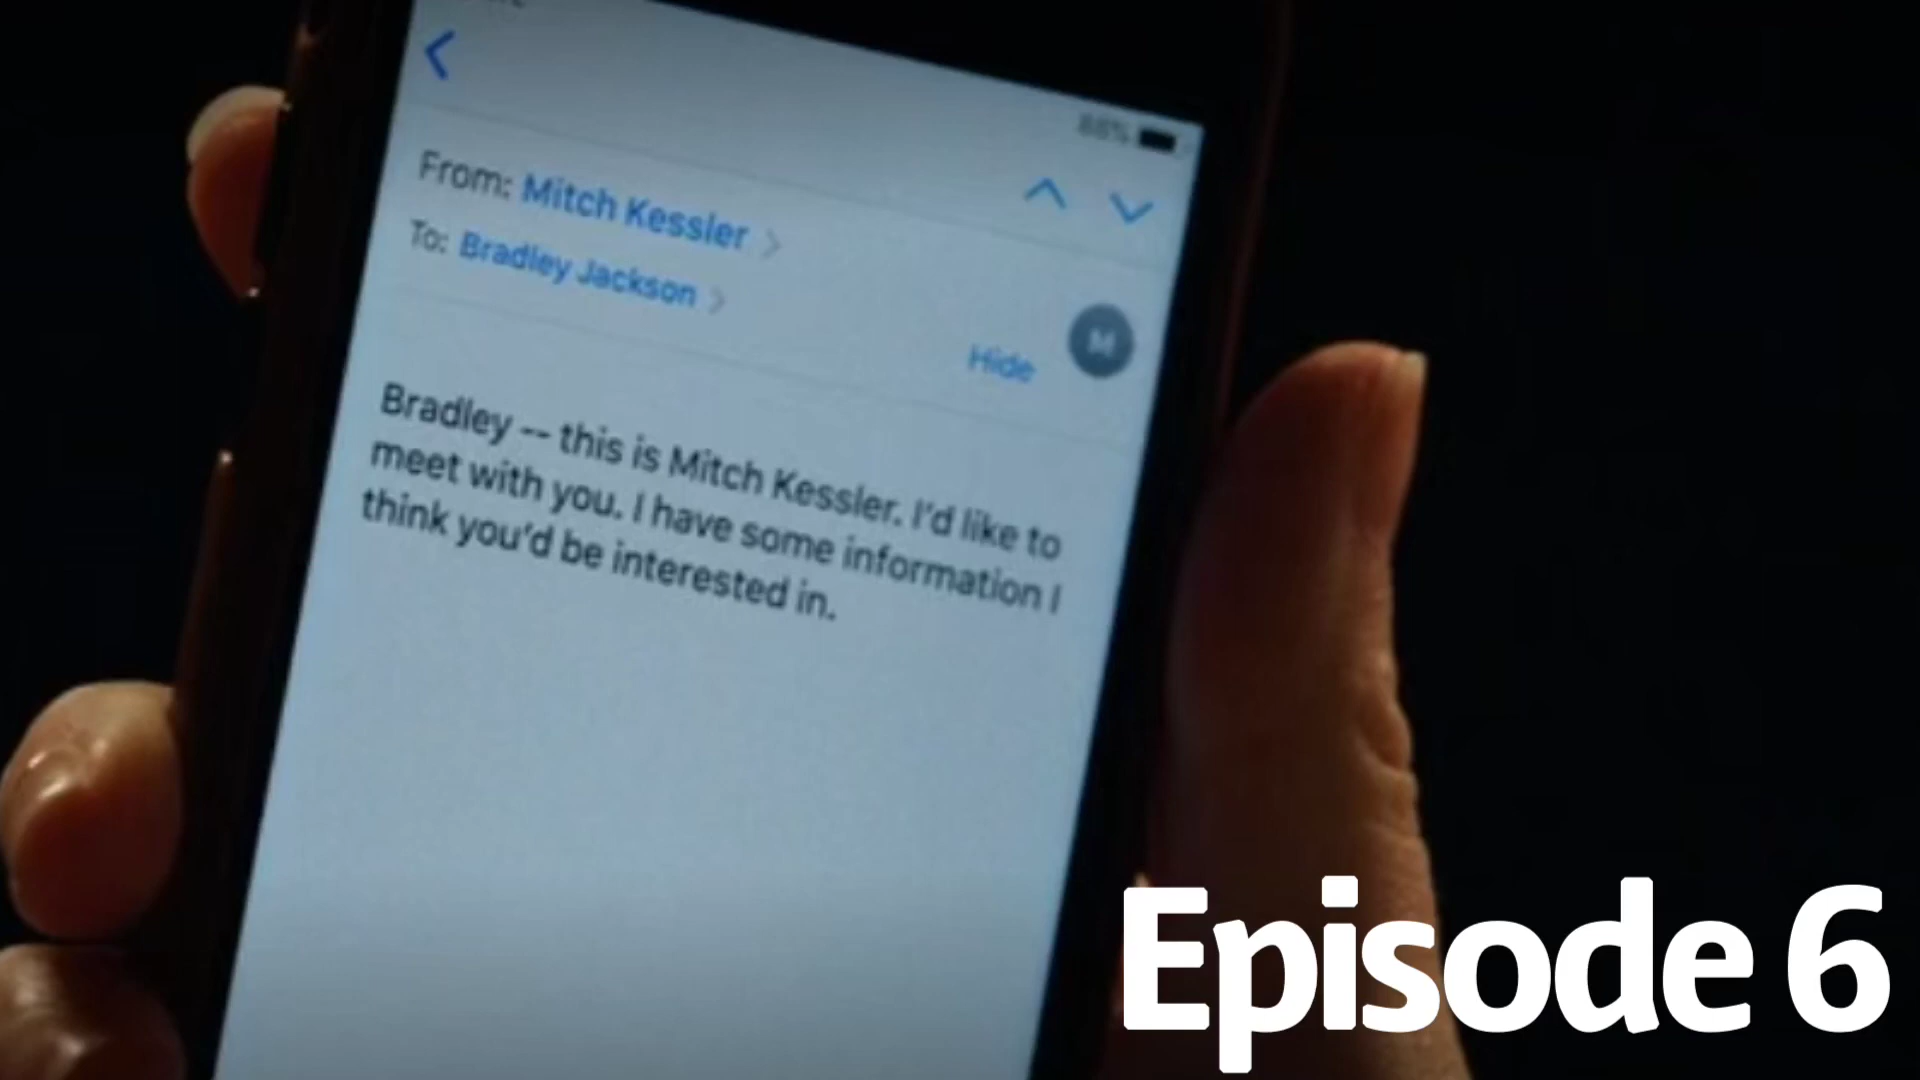 88%
From: Mitch Kessler
To: Bradley Jackson
M
Hide
Bradley -- this is Mitch Kessler. I'd like to
meet with you. I have some information I
think you'd be interested in.
Episode 6